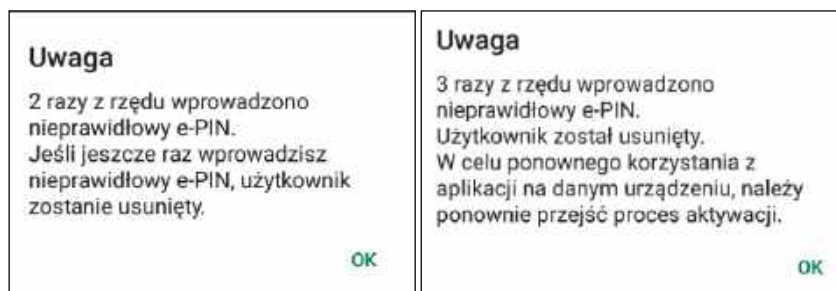 Uwaga
2 razy z rzędu wprowadzono
nieprawidłowy e-PIN.
Jeśli jeszcze raz wprowadzisz
nieprawidłowy e-PIN, użytkownik
zostanie usunięty.
OK
Uwaga
3 razy z rzędu wprowadzono
nieprawidłowy e-PIN.
Użytkownik został usunięty.
W celu ponownego korzystania z
aplikacji na danym urządzeniu, należy
ponownie przejść proces aktywacji.
OK